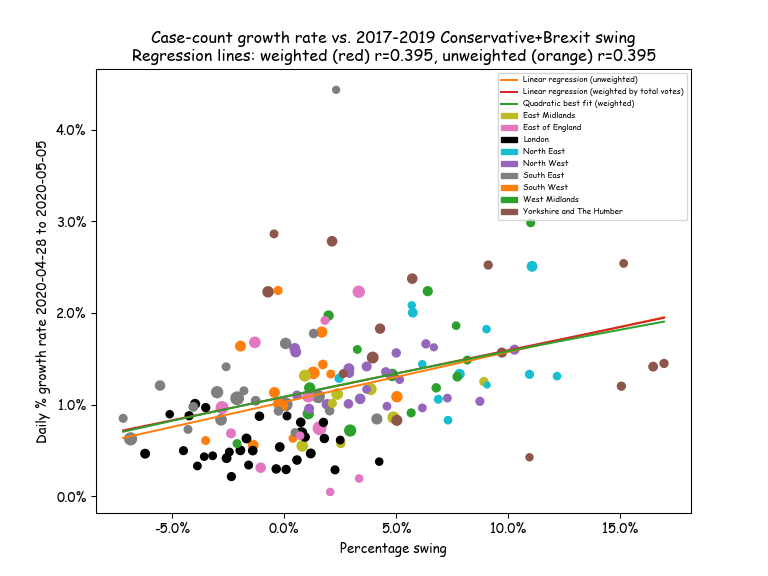 Case-count growth rate vs. 2017-2019 Conservative+Brexit swing
Regression lines: weighted (red) r=0.395, unweighted (orange) r=0.395
Linear regression (unweighted)
Linear regression (weighted by total votes)
Quadratic best fit (weighted)
East Midlands
East of England
London
North East
North West
South East
South West
West Midlands
Yorkshire and The Humber
Daily % growth rate 2020-04-28 to 2020-05-05
4.0%
3.0%
2.0%
1.0%
0.0%
-5.0%
0.0%
5.0%
10.0%
15.0%
Percentage swing